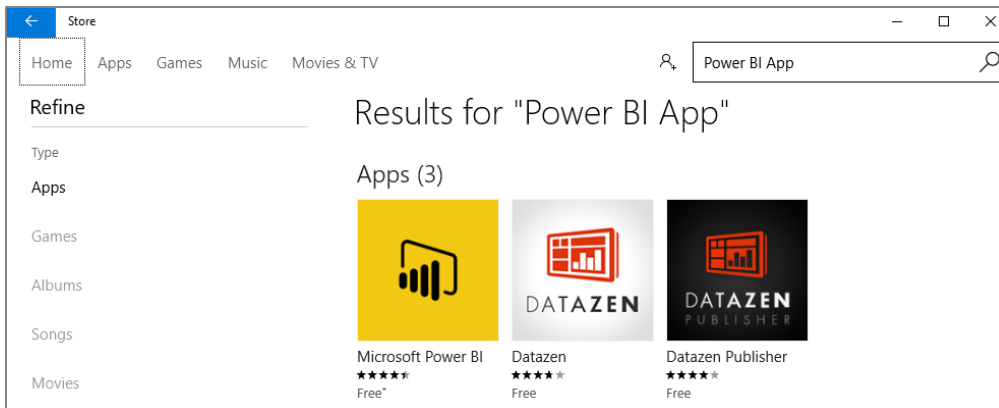 Store
Home Apps Games Music Movies & TV
Power BI App
Refine
Results for "Power BI App"
Type
Apps
Games
Albums
Songs
Movies
Apps (3)
DATAZEN
DATAZEN
PUBLISHER
Microsoft Power BI
Datazen
Datazen Publisher
Free*
Free
Free